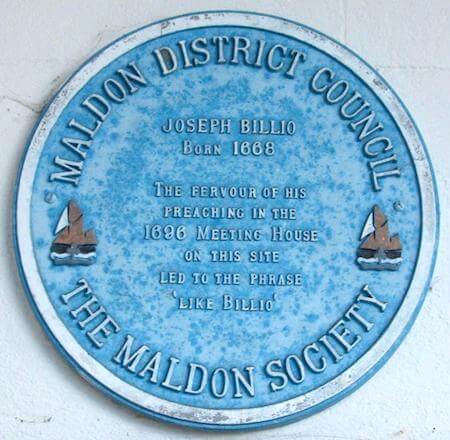 MALDON DISTRICT COUNCIL
JOSEPH BILLIO
BORN 1668
THE FERVOUR OF HIS
PREACHING IN THE
1696 MEETING HOUSE
ON THIS SITE
LED TO THE PHRASE
'LIKE BILLIO'
THE MALDON SOCIETY